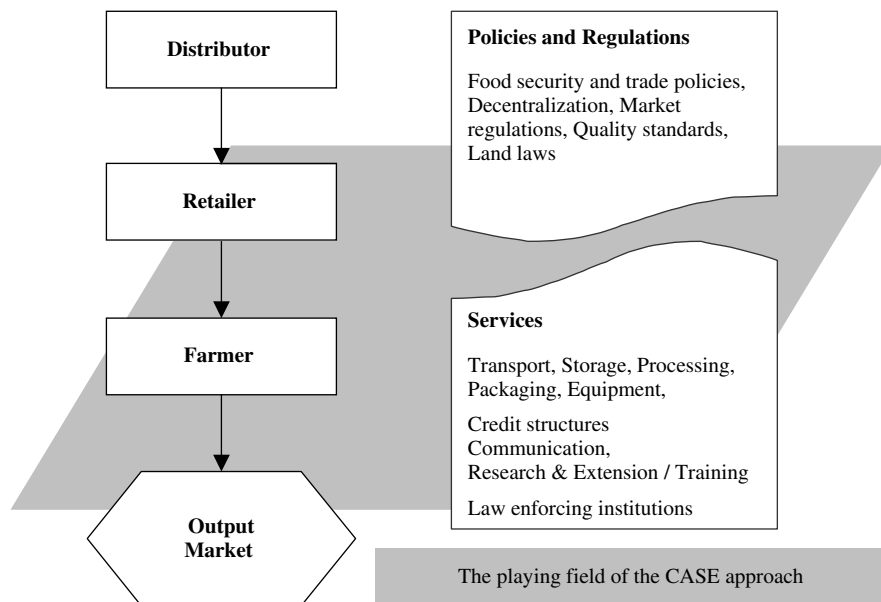 Distributor
Retailer
Farmer
Output
Market
Policies and Regulations
Food security and trade policies,
Decentralization, Market
regulations, Quality standards,
Land laws
Services
Transport, Storage, Processing,
Packaging, Equipment,
Credit structures
Communication,
Research & Extension / Training
Law enforcing institutions
The playing field of the CASE approach